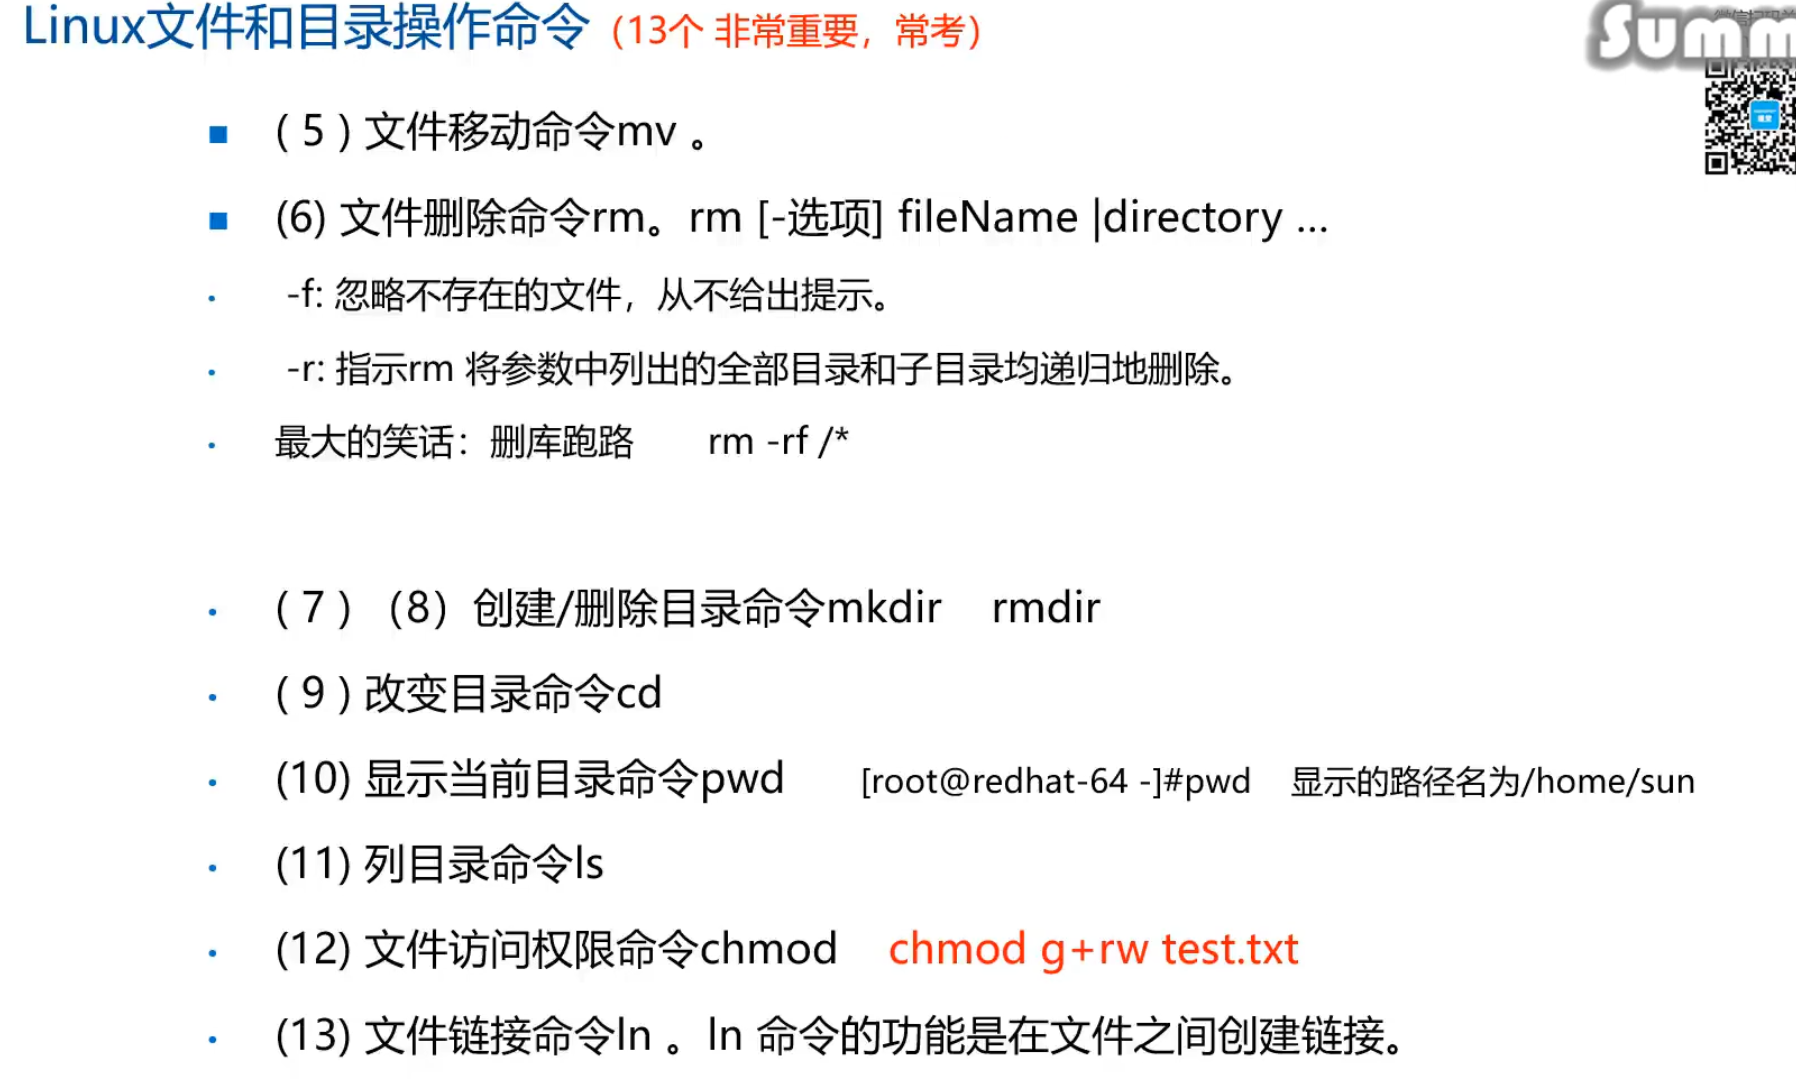 Linux文件和目录操作命令（13个 非常重要，常考）
Summ
( 5 ) 文件移动命令mv 。
(6) 文件删除命令rm。rm [-选项] fileName |directory ...
-f: 忽略不存在的文件，从不给出提示。
-r: 指示rm 将参数中列出的全部目录和子目录均递归地删除。
最大的笑话：删库跑路 rm -rf /*
( 7 ) （8）创建/删除目录命令mkdir rmdir
( 9 ) 改变目录命令cd
(10) 显示当前目录命令pwd [root@redhat-64 -]#pwd 显示的路径名为/home/sun
(11) 列目录命令ls
(12) 文件访问权限命令chmod chmod g+rw test.txt
(13) 文件链接命令ln 。ln 命令的功能是在文件之间创建链接。